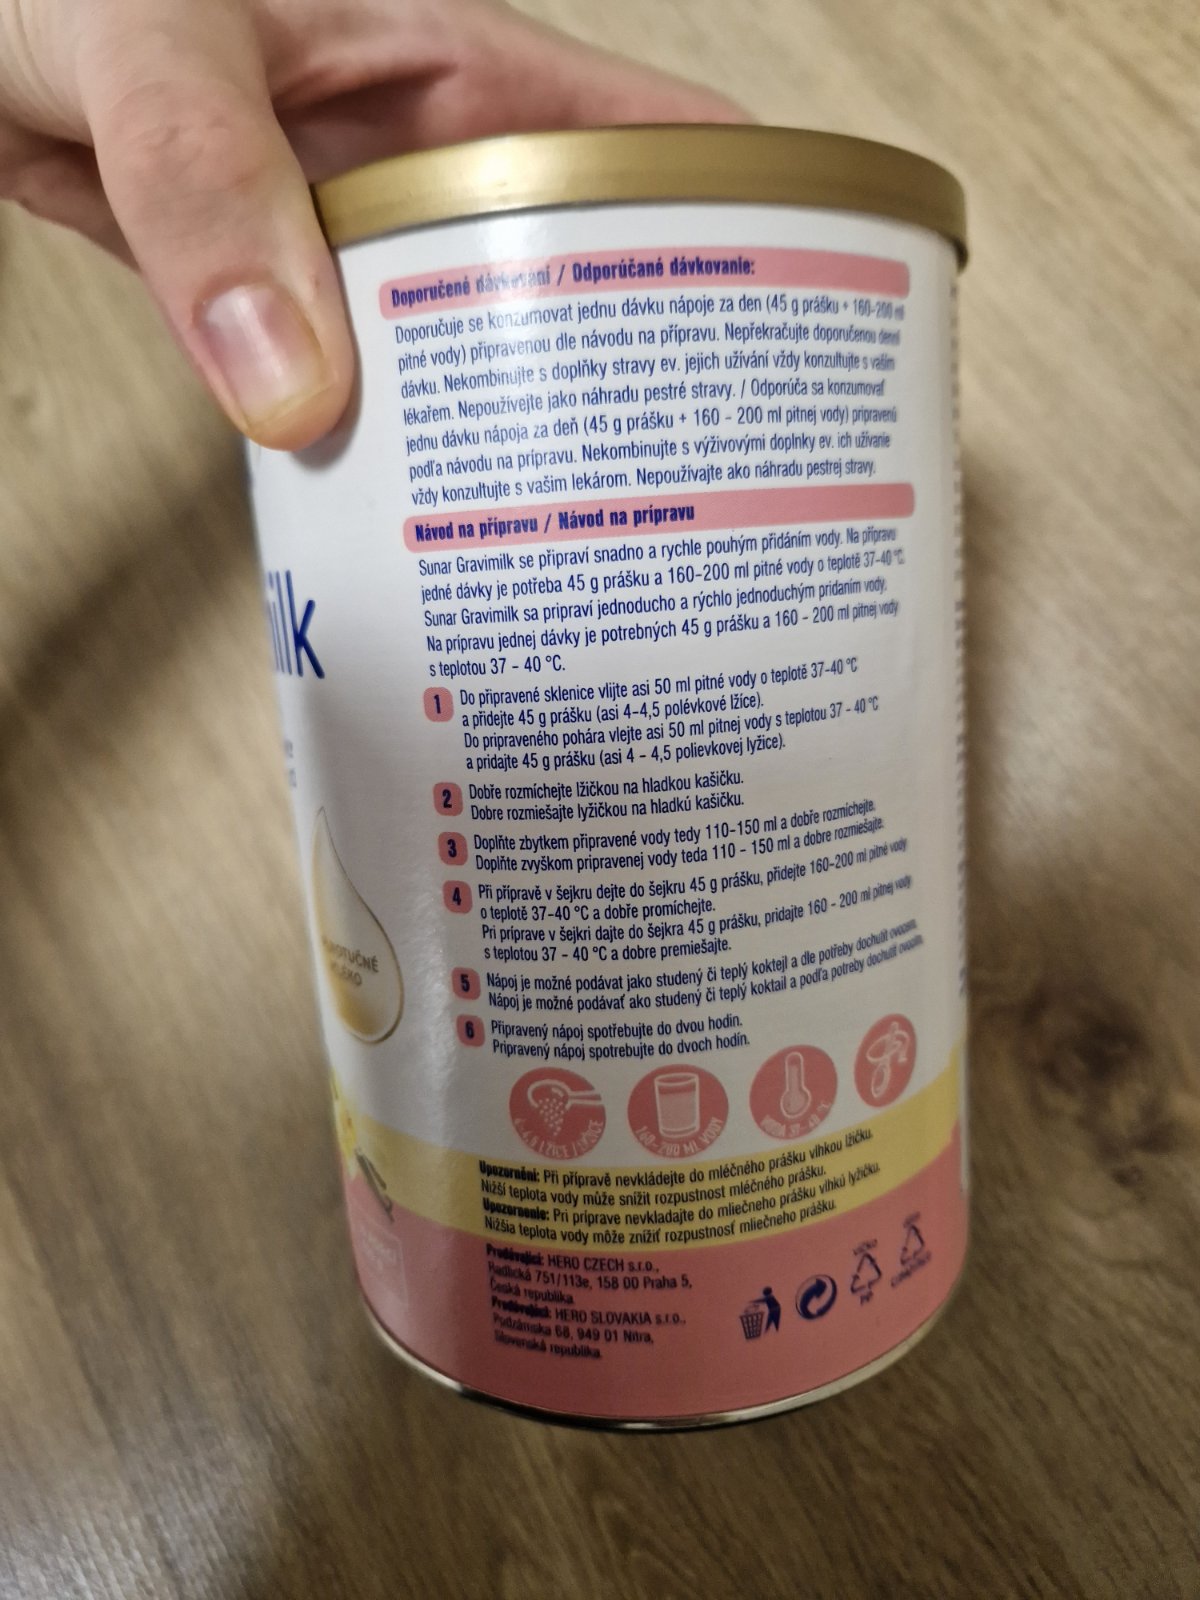 Doporučené dávkování / Odporúčané dávkovanie:
Doporučuje se konzumovat jednu dávku nápoje za den (45 g prášku + 160-200 ml
pitné vody) připravenou dle návodu na přípravu. Nepřekračujte doporučenou denní
dávku. Nekombinujte s doplňky stravy ev. jejich užívání vždy konzultujte s vaším
lékařem. Nepoužívejte jako náhradu pestré stravy. / Odporúča sa konzumovať
jednu dávku nápoja za deň (45 g prášku + 160 - 200 ml pitnej vody) pripravenú
podľa návodu na prípravu. Nekombinujte s výživovými doplnky ev. ich užívanie
vždy konzultujte s vašim lekárom. Nepoužívajte ako náhradu pestrej stravy.
Návod na přípravu / Návod na prípravu
Sunar Gravimilk se připraví snadno a rychle pouhým přidáním vody. Na přípravu
jedné dávky je potřeba 45 g prášku a 160-200 ml pitné vody o teplotě 37-40 °C.
Sunar Gravimilk sa pripraví jednoducho a rýchlo jednoduchým pridaním vody.
Na prípravu jednej dávky je potrebných 45 g prášku a 160 - 200 ml pitnej vody
s teplotou 37 - 40 °C.
1 Do připravené sklenice vlijte asi 50 ml pitné vody o teplotě 37-40 °C
a přidejte 45 g prášku (asi 4-4,5 polévkové lžíce).
Do pripraveného pohára vlejte asi 50 ml pitnej vody s teplotou 37 - 40 °C
a pridajte 45 g prášku (asi 4 - 4,5 polievkovej lyžice).
2 Dobře rozmíchejte lžičkou na hladkou kašičku.
Dobre rozmiešajte lyžičkou na hladkú kašičku.
3 Doplňte zbytkem připravené vody tedy 110-150 ml a dobře rozmíchejte.
Doplňte zvyškom pripravenej vody teda 110 - 150 ml a dobre rozmiešajte.
4 Při přípravě v šejkru dejte do šejkru 45 g prášku, přidejte 160-200 ml pitné vody
o teplotě 37-40 °C a dobře promíchejte.
Pri príprave v šejkri dajte do šejkra 45 g prášku, pridajte 160 - 200 ml pitnej vody
s teplotou 37 - 40 °C a dobre premiešajte.
5 Nápoj je možné podávat jako studený či teplý koktejl a dle potřeby dochutit ovocem.
Nápoj je možné podávať ako studený či teplý koktail a podľa potreby dochutiť ovocom.
6 Připravený nápoj spotřebujte do dvou hodin.
Pripravený nápoj spotrebujte do dvoch hodín.
4-4,5 LŽÍCE / LYŽICE
160-200 ML VODY
VODA 37-40 °C
Upozornění: Při přípravě nevkládejte do mléčného prášku vlhkou lžičku.
Nižší teplota vody může snížit rozpustnost mléčného prášku.
Upozornenie: Pri príprave nevkladajte do mliečneho prášku vlhkú lyžičku.
Nižšia teplota vody môže znížiť rozpustnosť mliečneho prášku.
Prodávající: HERO CZECH s.r.o.,
Radlická 751/113e, 158 00 Praha 5,
Česká republika
HERO SLOVAKIA s.r.o.,
68, 949 01 Nitra,
Slovenská republika
ilk